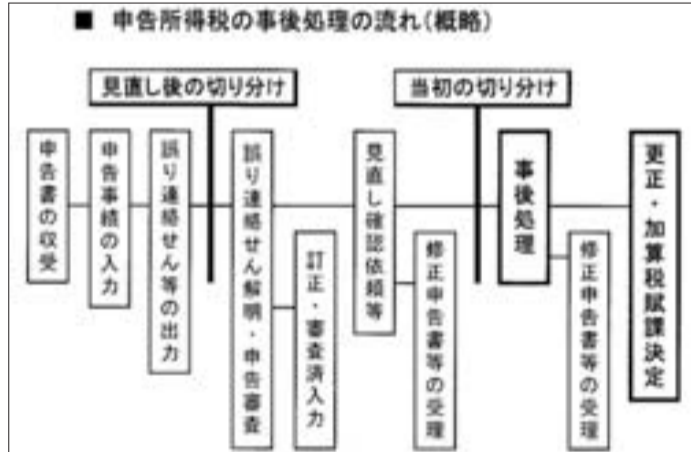 ■ 申告所得税の事後処理の流れ(概略)
見直し後の切り分け
当初の切り分け
申告書の収受
申告事績の入力
誤り連絡せん等の出力
誤り連絡せん解明・申告審査
訂正・審査済入力
見直し確認依頼等
修正申告書等の受理
事後処理
修正申告書等の受理
更正・加算税賦課決定